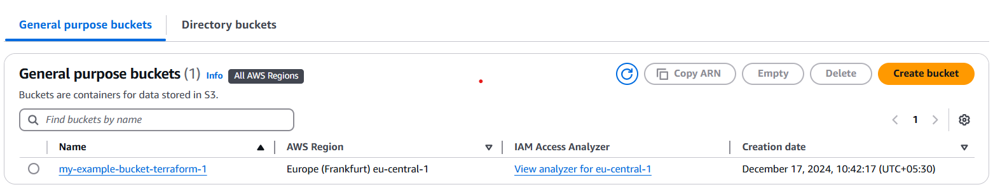 General purpose buckets Directory buckets
General purpose buckets (1) Info All AWS Regions Copy ARN Empty Delete Create bucket
Buckets are containers for data stored in S3.
Find buckets by name 1
Name AWS Region IAM Access Analyzer Creation date
my-example-bucket-terraform-1 Europe (Frankfurt) eu-central-1 View analyzer for eu-central-1 December 17, 2024, 10:42:17 (UTC+05:30)